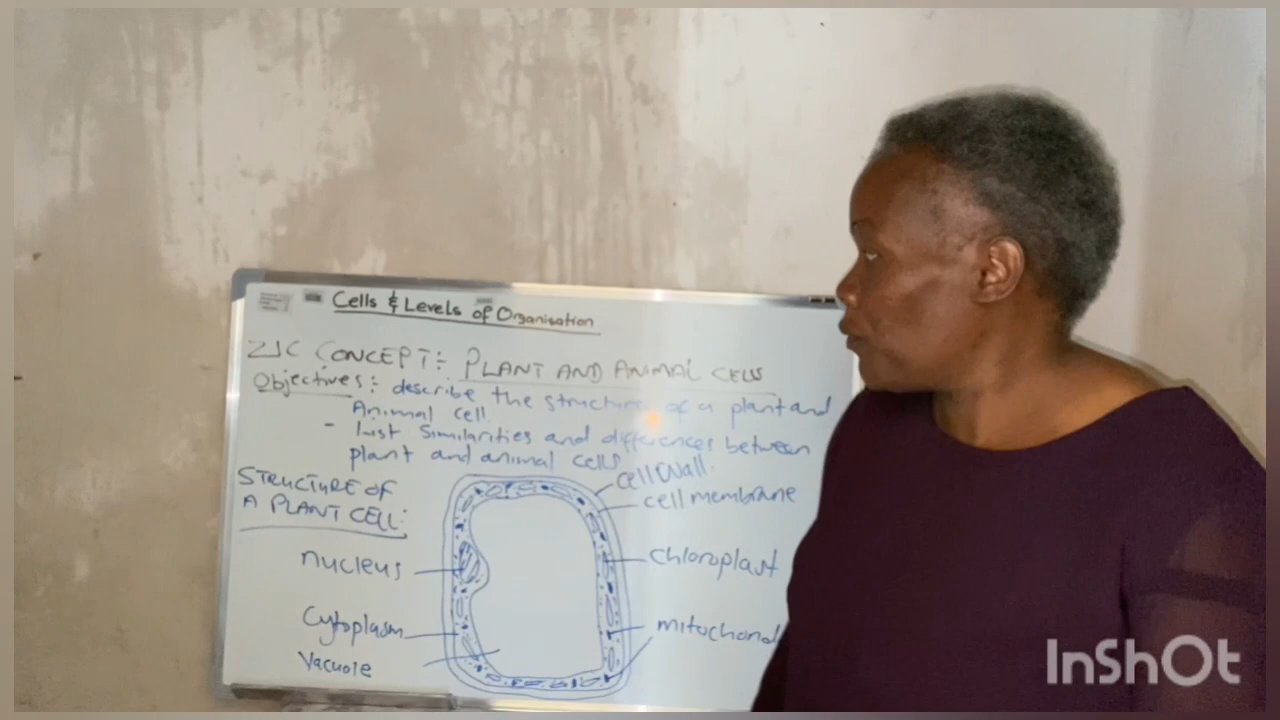 Cells & Levels of Organisation
CONCEPT:- PLANT AND ANIMAL CELLS
Objectives:- describe the structure of a plant and
Animal cell.
- List similarities and differences between
plant and animal cells
STRUCTURE OF
A PLANT CELL:
cell wall
cell membrane
nucleus
chloroplast
Cytoplasm
mitochond
Vacuole
InShOt